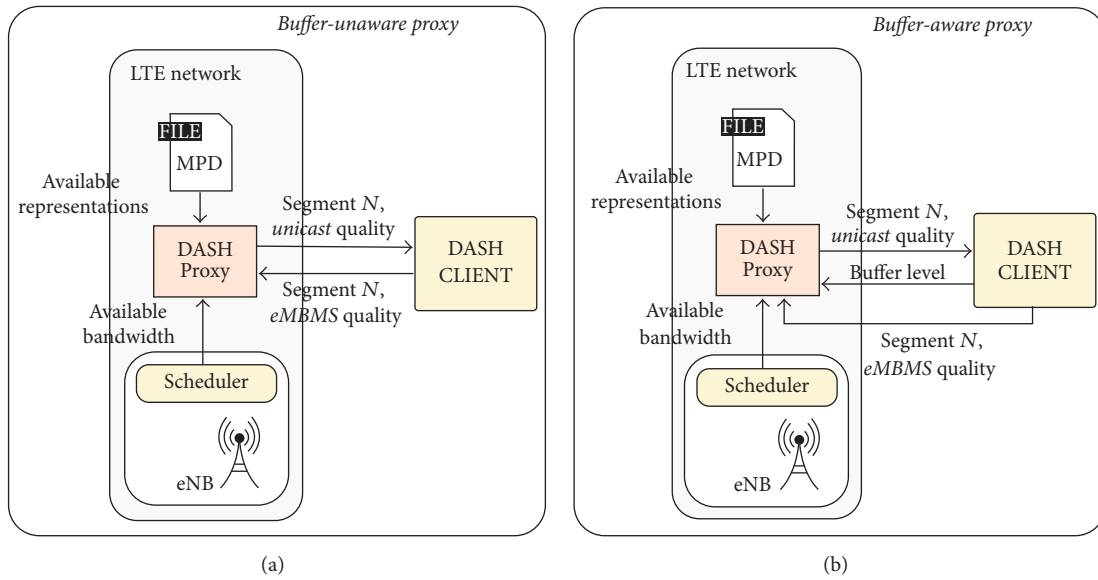 Buffer-unaware proxy
LTE network
FILE
MPD
Available
representations
Segment N,
unicast quality
DASH
Proxy
DASH
CLIENT
Segment N,
eMBMS quality
Available
bandwidth
Scheduler
eNB
(a)
Buffer-aware proxy
LTE network
FILE
MPD
Available
representations
Segment N,
unicast quality
DASH
Proxy
DASH
CLIENT
Buffer level
Available
bandwidth
Segment N,
eMBMS quality
Scheduler
eNB
(b)